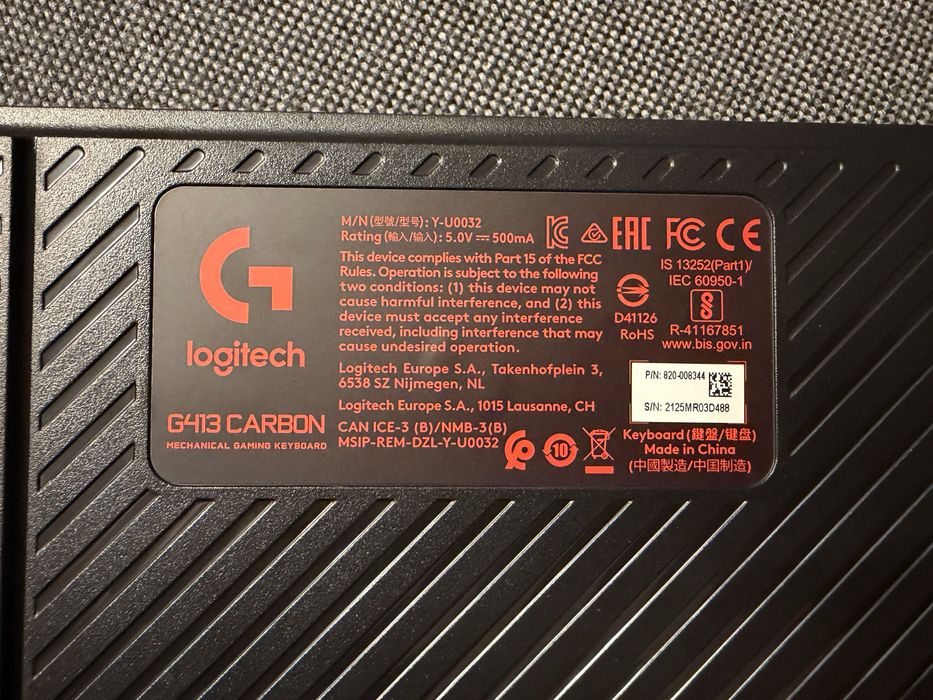 M/N (型號/型号) : Y-U0032
Rating (輸入/输入) : 5.0V ⎓ 500mA
EAC FC CE
This device complies with Part 15 of the FCC
Rules. Operation is subject to the following
two conditions: (1) this device may not
cause harmful interference, and (2) this
device must accept any interference
received, including interference that may
cause undesired operation.
IS 13252(Part1)/
IEC 60950-1
D41126
RoHS
R-41167851
www.bis.gov.in
G
logitech
G413 CARBON
MECHANICAL GAMING KEYBOARD
Logitech Europe S.A., Takenhofplein 3,
6538 SZ Nijmegen, NL
Logitech Europe S.A., 1015 Lausanne, CH
CAN ICE-3 (B)/NMB-3(B)
MSIP-REM-DZL-Y-U0032
10
P/N: 820-008344
S/N: 2125MR03D488
Keyboard (鍵盤/键盘)
Made in China
(中國製造/中国制造)